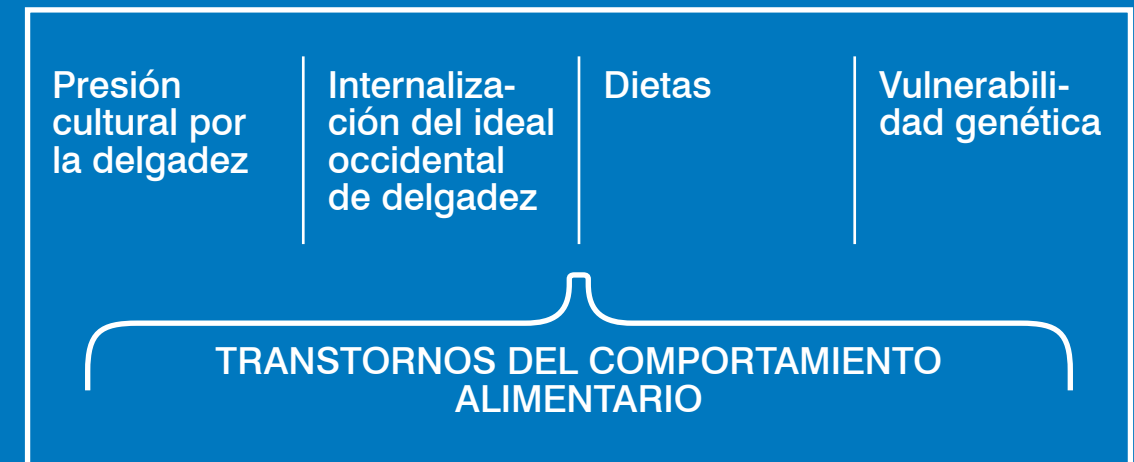 Presión
cultural por
la delgadez
Internaliza-
ción del ideal
occidental
de delgadez
Dietas
Vulnerabili-
dad genética
TRANSTORNOS DEL COMPORTAMIENTO
ALIMENTARIO